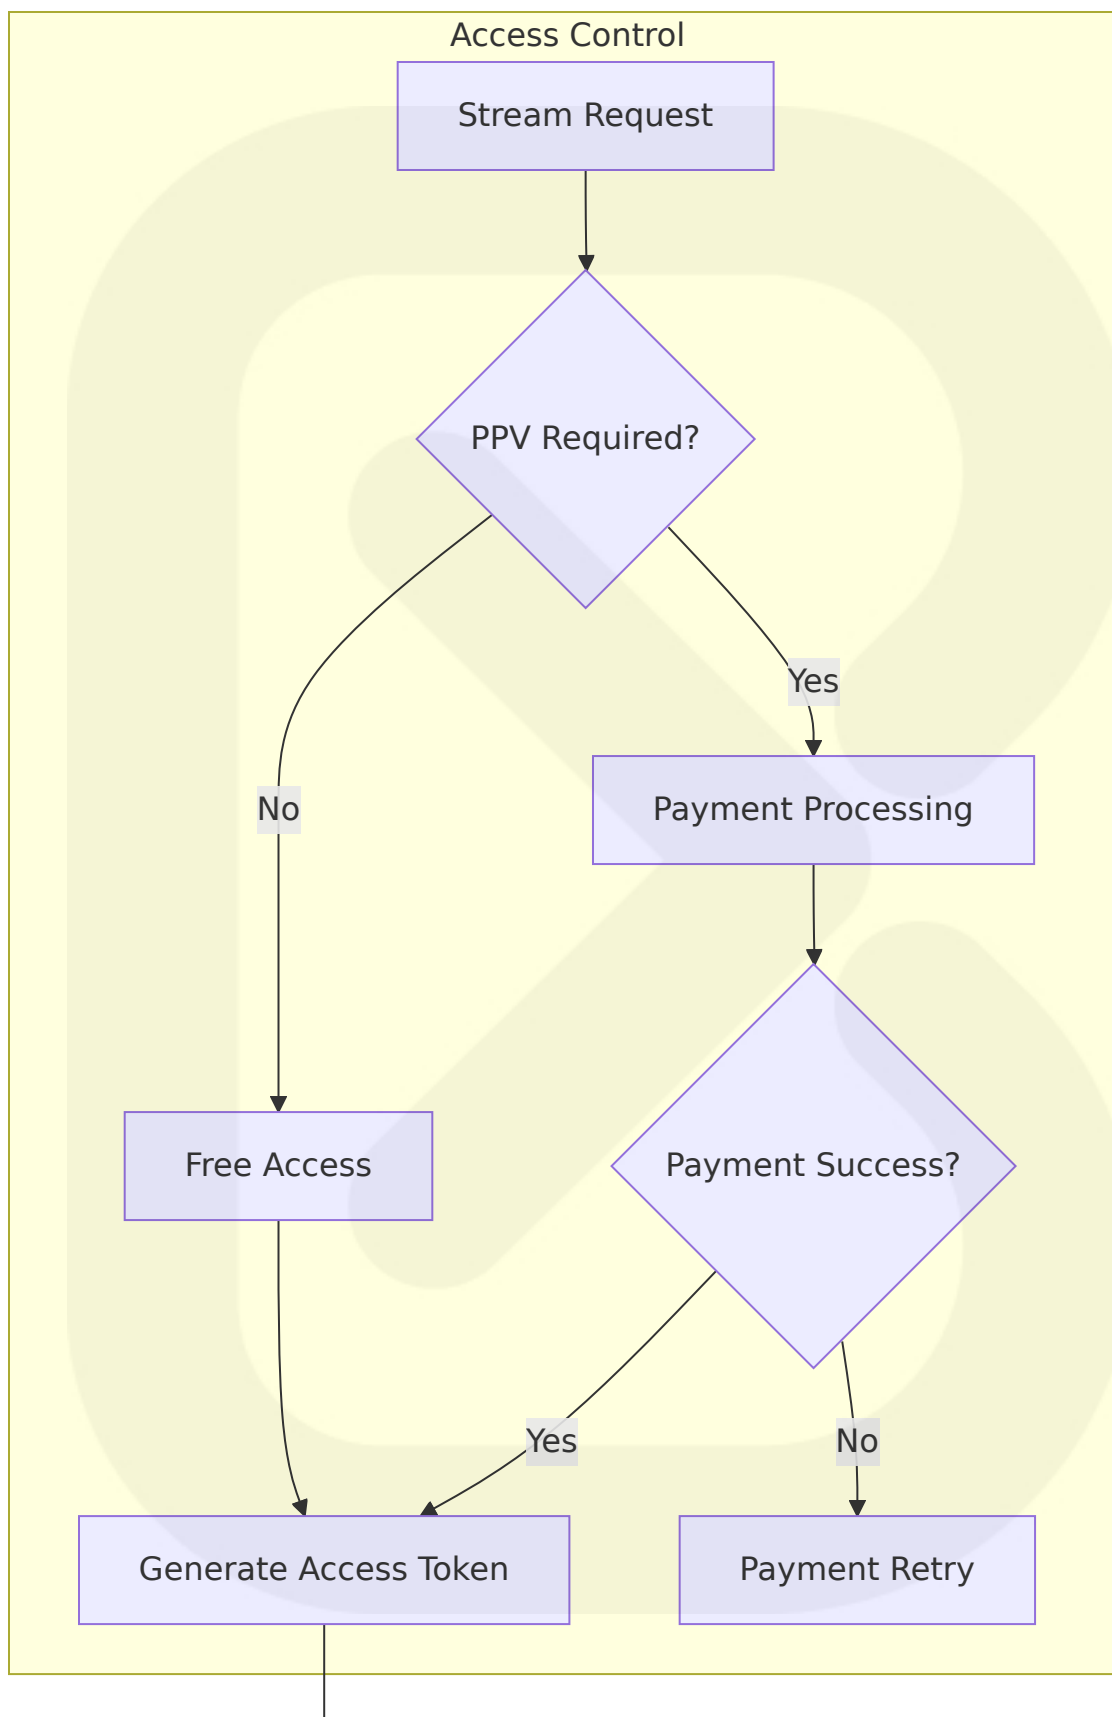 Access Control
Stream Request
PPV Required?
Yes
No
Payment Processing
Free Access
Payment Success?
Yes
No
Generate Access Token
Payment Retry